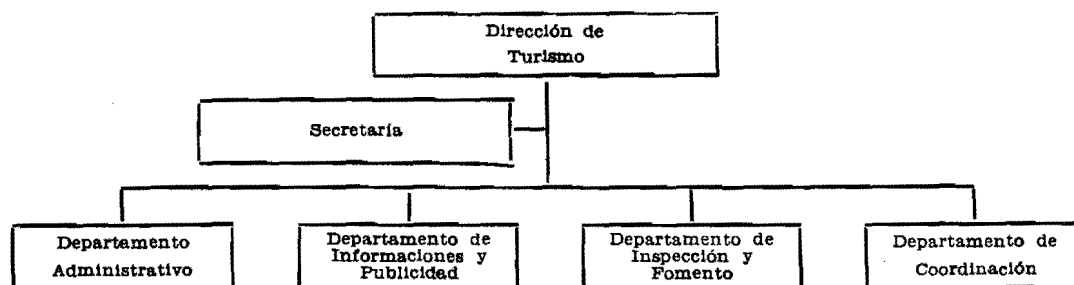 Dirección de
Turismo
Secretaría
Departamento
Administrativo
Departamento de
Informaciones y
Publicidad
Departamento de
Inspección y
Fomento
Departamento de
Coordinación